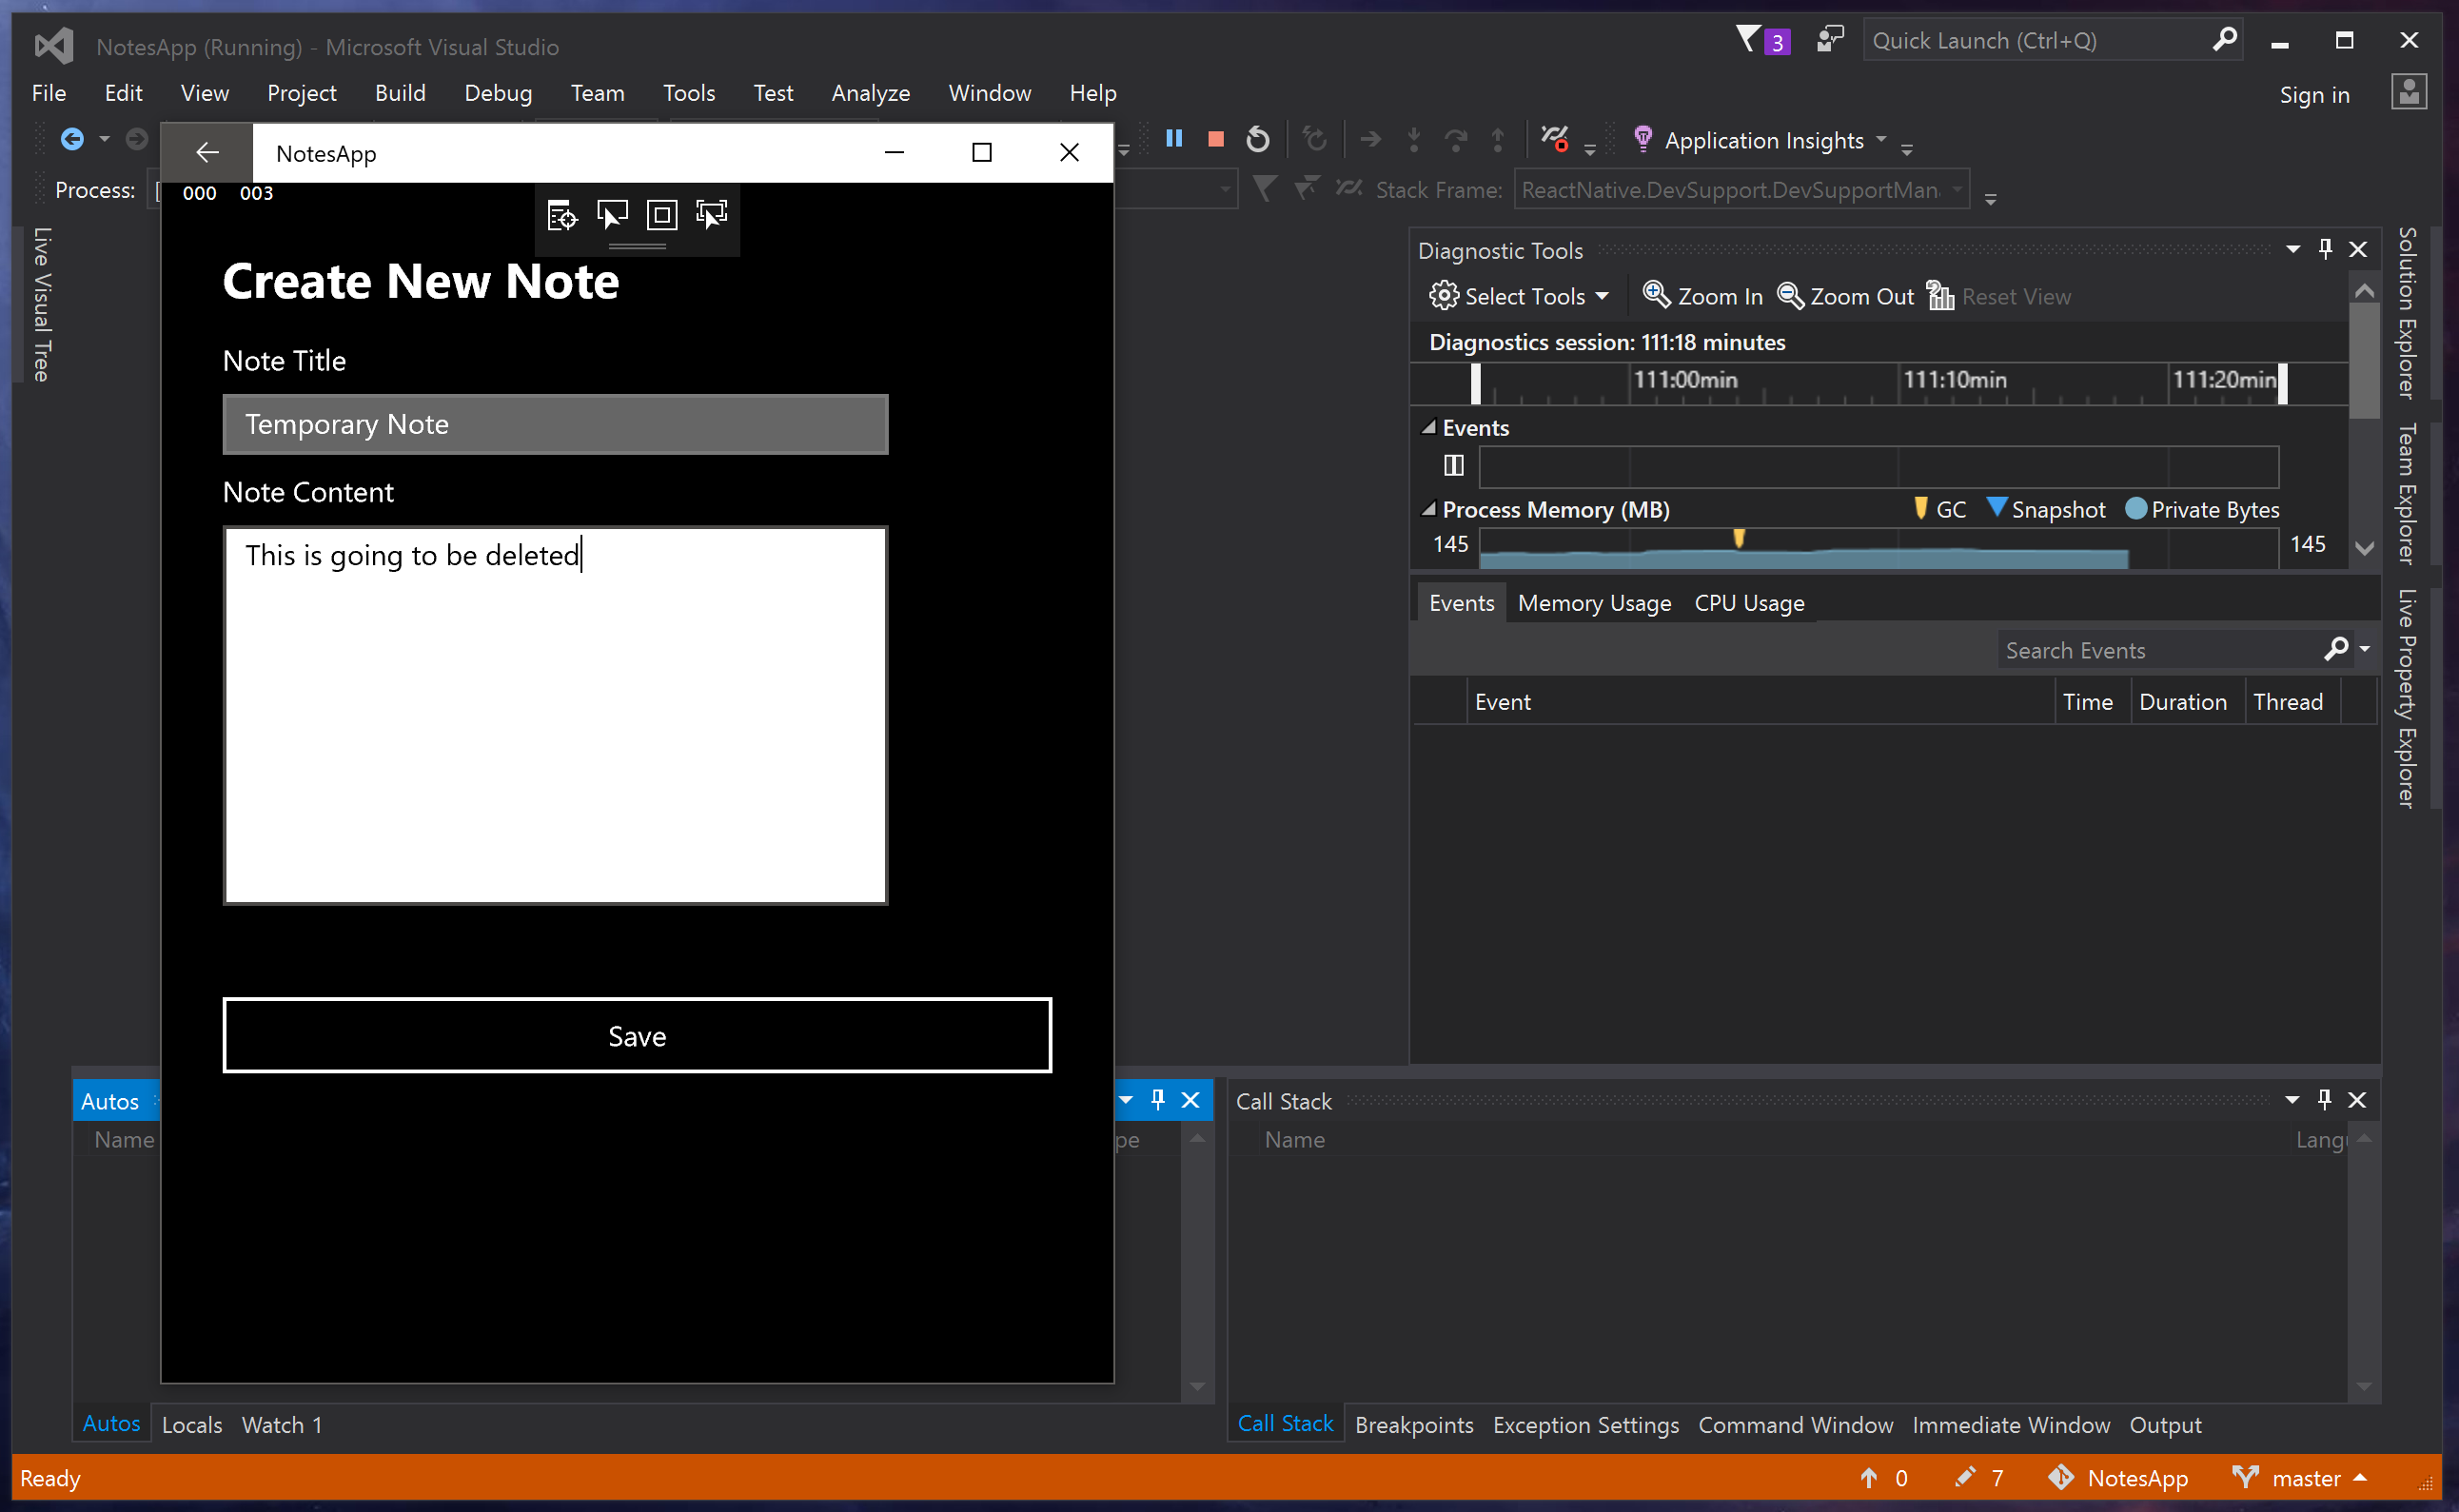 NotesApp (Running) - Microsoft Visual Studio
3
Quick Launch (Ctrl+Q)
File Edit View Project Build Debug Team Tools Test Analyze Window Help
Sign in
NotesApp
Application Insights
Process: [
000 003
Stack Frame: ReactNative.DevSupport.DevSupportMan
Live Visual Tree
Create New Note
Note Title
Temporary Note
Note Content
This is going to be deleted
Save
Diagnostic Tools
Select Tools Zoom In Zoom Out Reset View
Diagnostics session: 111:18 minutes
111:00min 111:10min 111:20min
Events
Process Memory (MB) GC Snapshot Private Bytes
145 145
Events Memory Usage CPU Usage
Search Events
Event Time Duration Thread
Solution Explorer
Team Explorer
Live Property Explorer
Autos
Name pe
Call Stack
Name Langu
Autos Locals Watch 1
Call Stack Breakpoints Exception Settings Command Window Immediate Window Output
Ready 0 7 NotesApp master